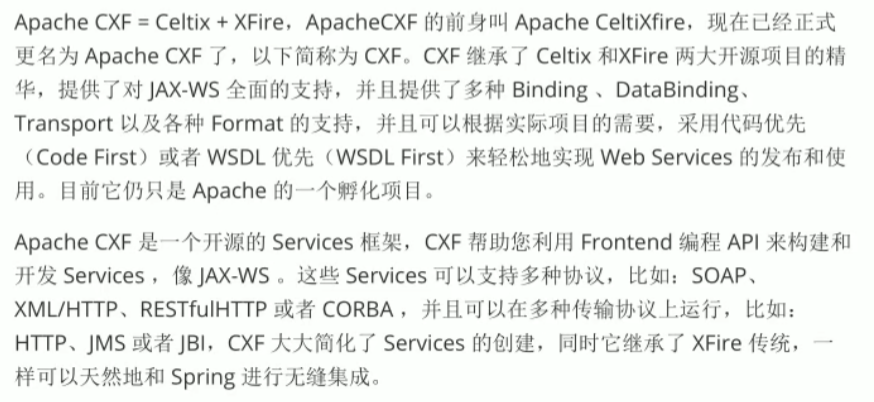 Apache CXF = Celtix + XFire，ApacheCXF 的前身叫 Apache CeltiXfire，现在已经正式
更名为 Apache CXF 了，以下简称为 CXF。CXF 继承了 Celtix 和XFire 两大开源项目的精
华，提供了对 JAX-WS 全面的支持，并且提供了多种 Binding 、DataBinding、
Transport 以及各种 Format 的支持，并且可以根据实际项目的需要，采用代码优先
（Code First）或者 WSDL 优先（WSDL First）来轻松地实现 Web Services 的发布和使
用。目前它仍只是 Apache 的一个孵化项目。
Apache CXF 是一个开源的 Services 框架，CXF 帮助您利用 Frontend 编程 API 来构建和
开发 Services ，像 JAX-WS 。这些 Services 可以支持多种协议，比如：SOAP、
XML/HTTP、RESTfulHTTP 或者 CORBA ，并且可以在多种传输协议上运行，比如：
HTTP、JMS 或者 JBI，CXF 大大简化了 Services 的创建，同时它继承了 XFire 传统，一
样可以天然地和 Spring 进行无缝集成。